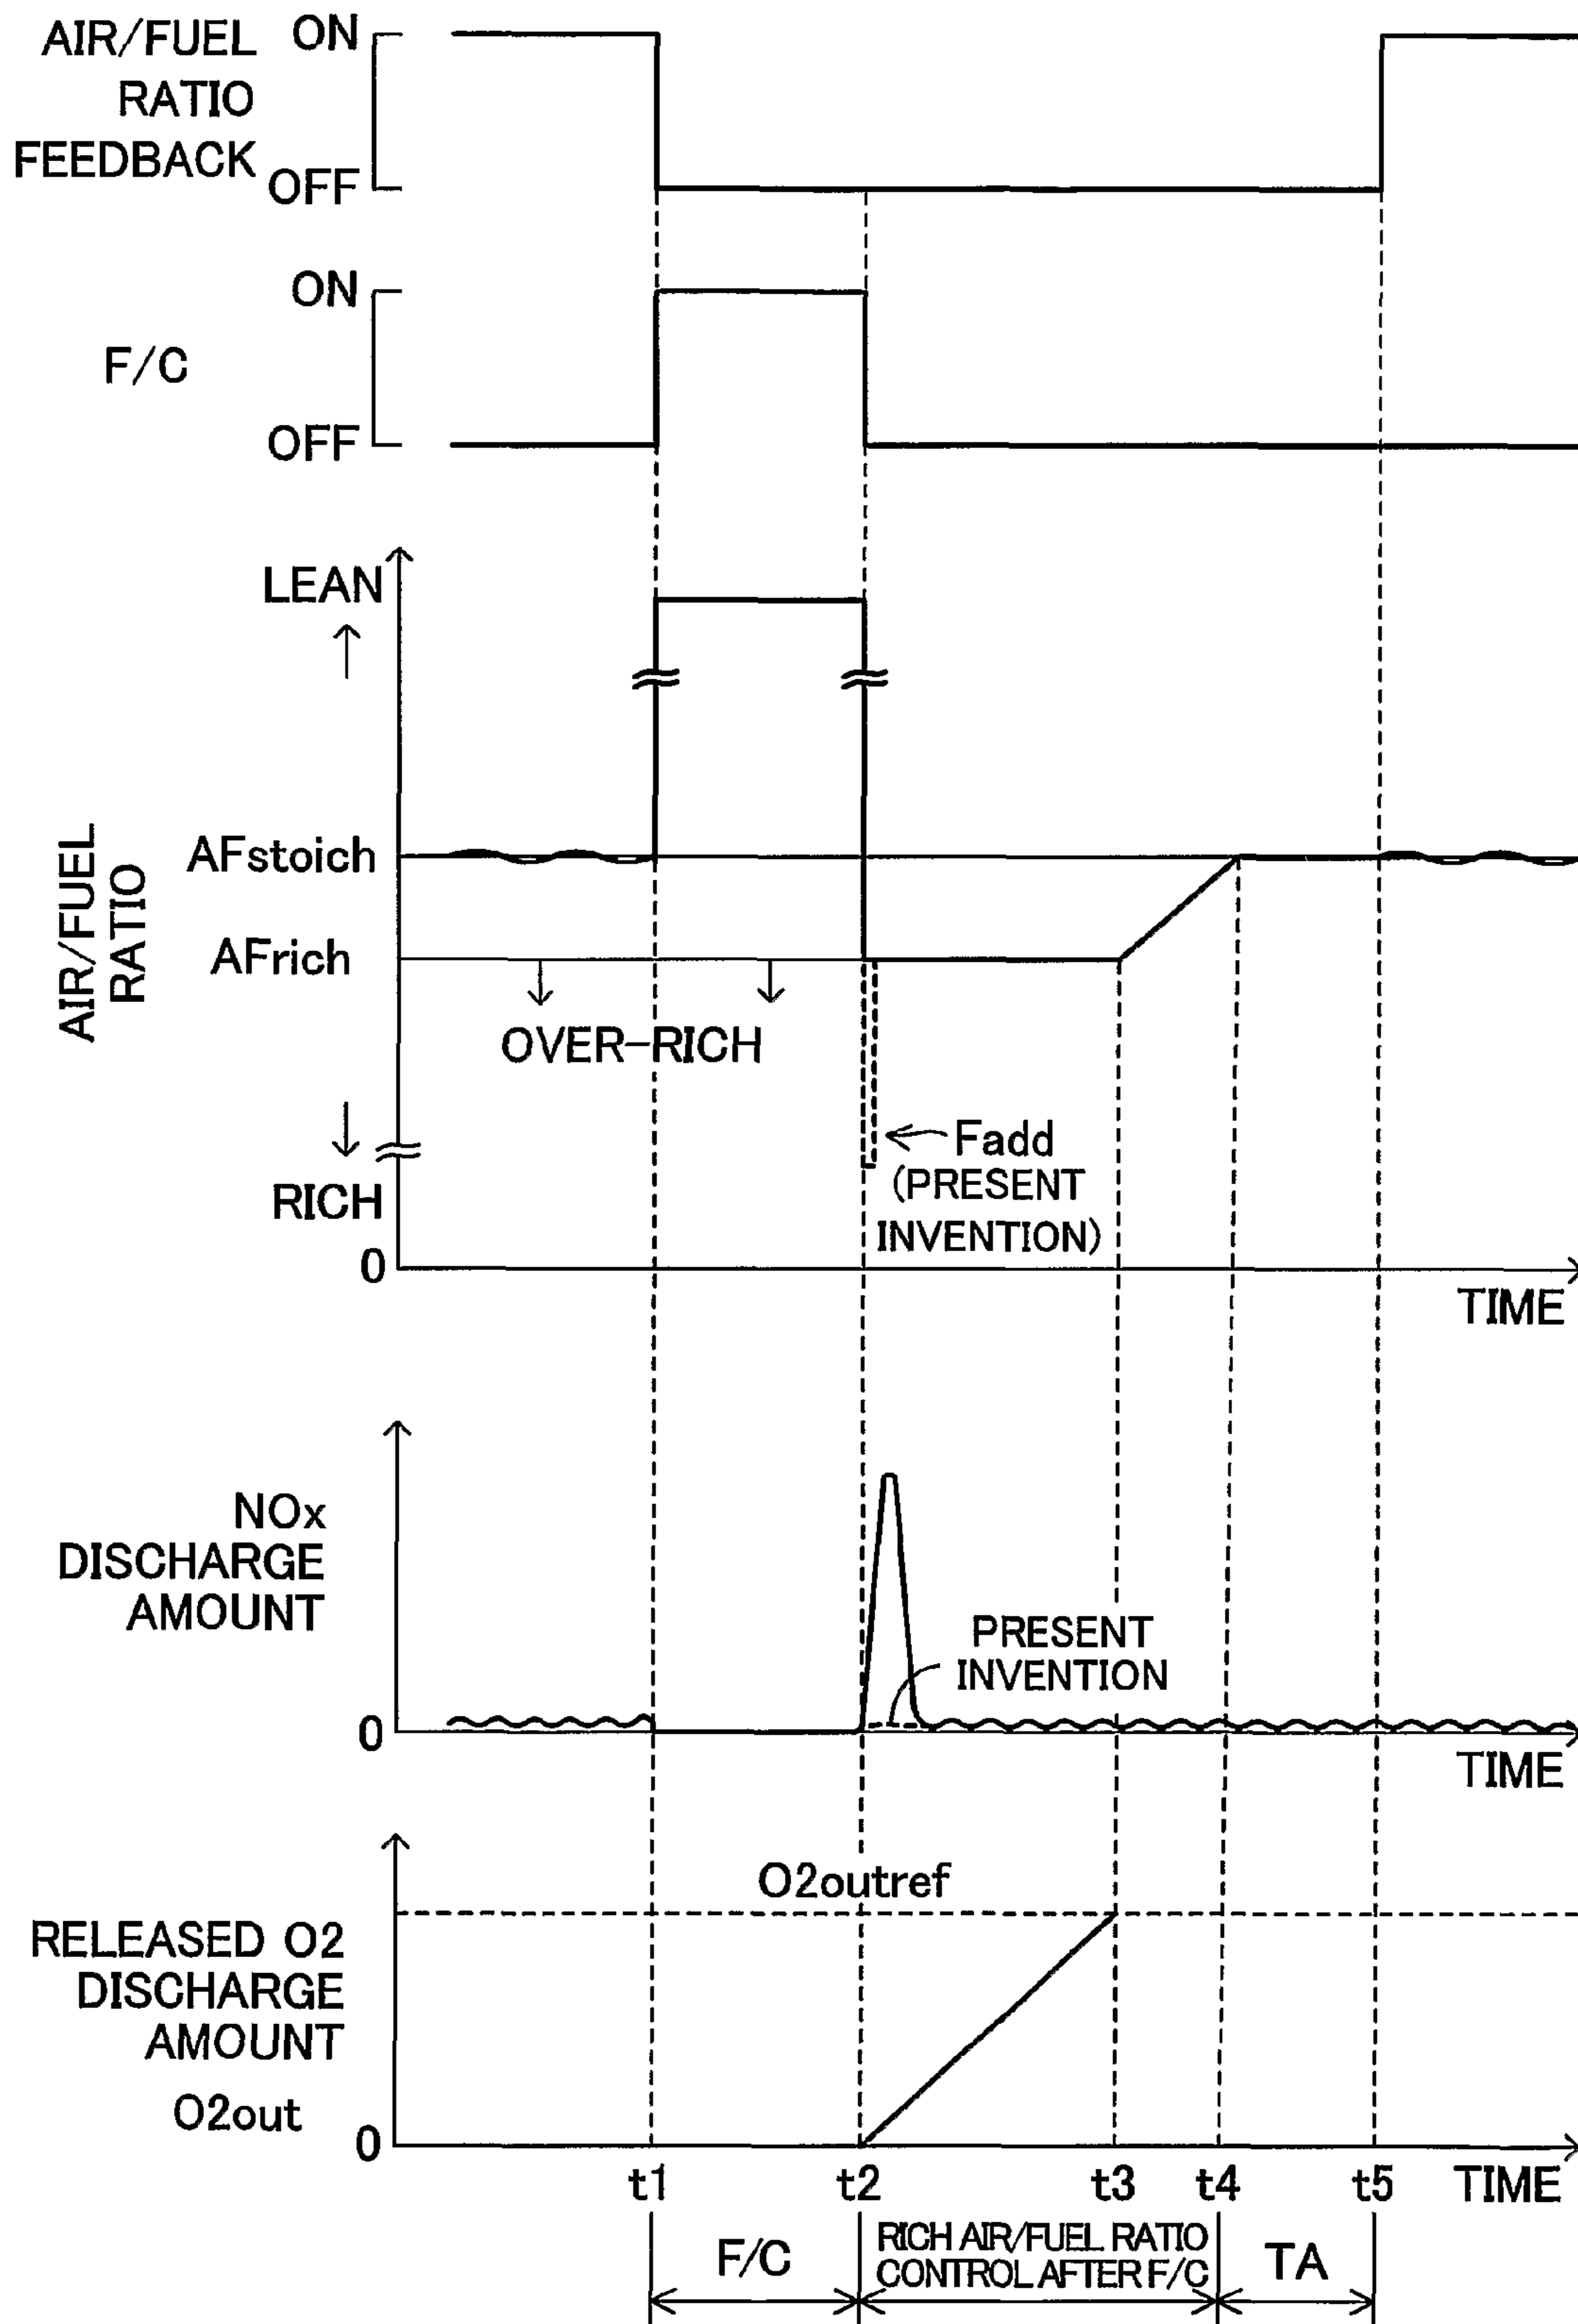 AIR/FUEL
RATIO
FEEDBACK
ON
OFF
F/C
ON
OFF
AIR/FUEL
RATIO
LEAN
AFstoich
AFrich
OVER-RICH
Fadd
(PRESENT
INVENTION)
RICH
0
TIME
NOx
DISCHARGE
AMOUNT
PRESENT
INVENTION
0
TIME
O2outref
RELEASED O2
DISCHARGE
AMOUNT
O2out
0
t1
t2
t3
t4
t5
TIME
F/C
RICH AIR/FUEL RATIO
CONTROL AFTER F/C
TA